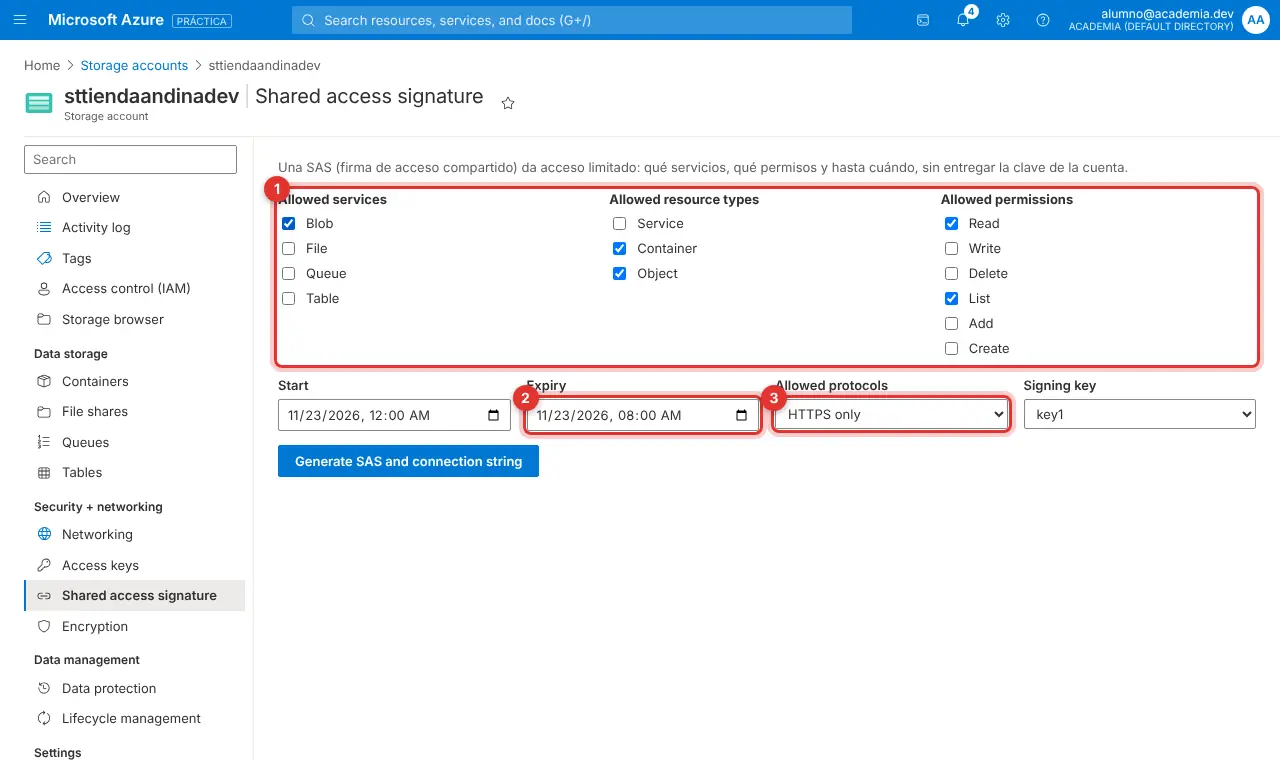 Microsoft Azure PRÁCTICA
Search resources, services, and docs (G+/)
4
alumno@academia.dev
ACADEMIA (DEFAULT DIRECTORY)
AA
Home > Storage accounts > sttiendaandinadev
sttiendaandinadev | Shared access signature
Storage account
Search
Overview
Activity log
Tags
Access control (IAM)
Storage browser
Data storage
Containers
File shares
Queues
Tables
Security + networking
Networking
Access keys
Shared access signature
Encryption
Data management
Data protection
Lifecycle management
Settings
Una SAS (firma de acceso compartido) da acceso limitado: qué servicios, qué permisos y hasta cuándo, sin entregar la clave de la cuenta.
1
Allowed services
Blob
File
Queue
Table
Allowed resource types
Service
Container
Object
Allowed permissions
Read
Write
Delete
List
Add
Create
Start
11/23/2026, 12:00 AM
2
Expiry
11/23/2026, 08:00 AM
3
Allowed protocols
HTTPS only
Signing key
key1
Generate SAS and connection string